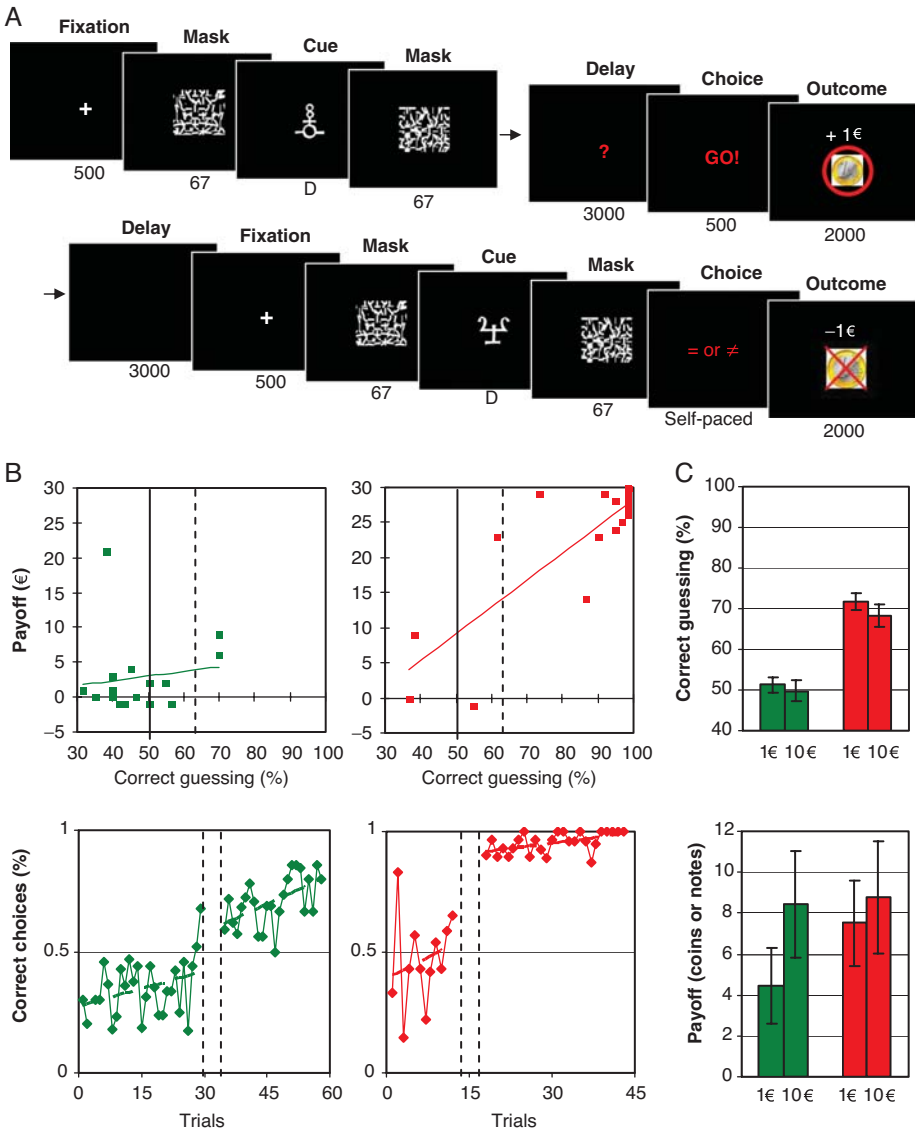 A
Fixation
Mask
Cue
Mask
Delay
Choice
Outcome
+
?
GO!
+ 1€
500
67
D
67
3000
500
2000
Delay
Fixation
Mask
Cue
Mask
Choice
Outcome
+
= or ≠
–1€
3000
500
67
D
67
Self-paced
2000
B
Payoff (€)
30
25
20
15
10
5
0
–5
30 40 50 60 70 80 90 100
Correct guessing (%)
30
25
20
15
10
5
0
–5
30 40 50 60 70 80 90 100
Correct guessing (%)
C
Correct guessing (%)
100
90
80
70
60
50
40
1€ 10 € 1€ 10€
Correct choices (%)
1
0.5
0
0 15 30 45 60
Trials
1
0.5
0
0 15 30 45
Trials
Payoff (coins or notes)
12
10
8
6
4
2
0
1€ 10 € 1€ 10 €